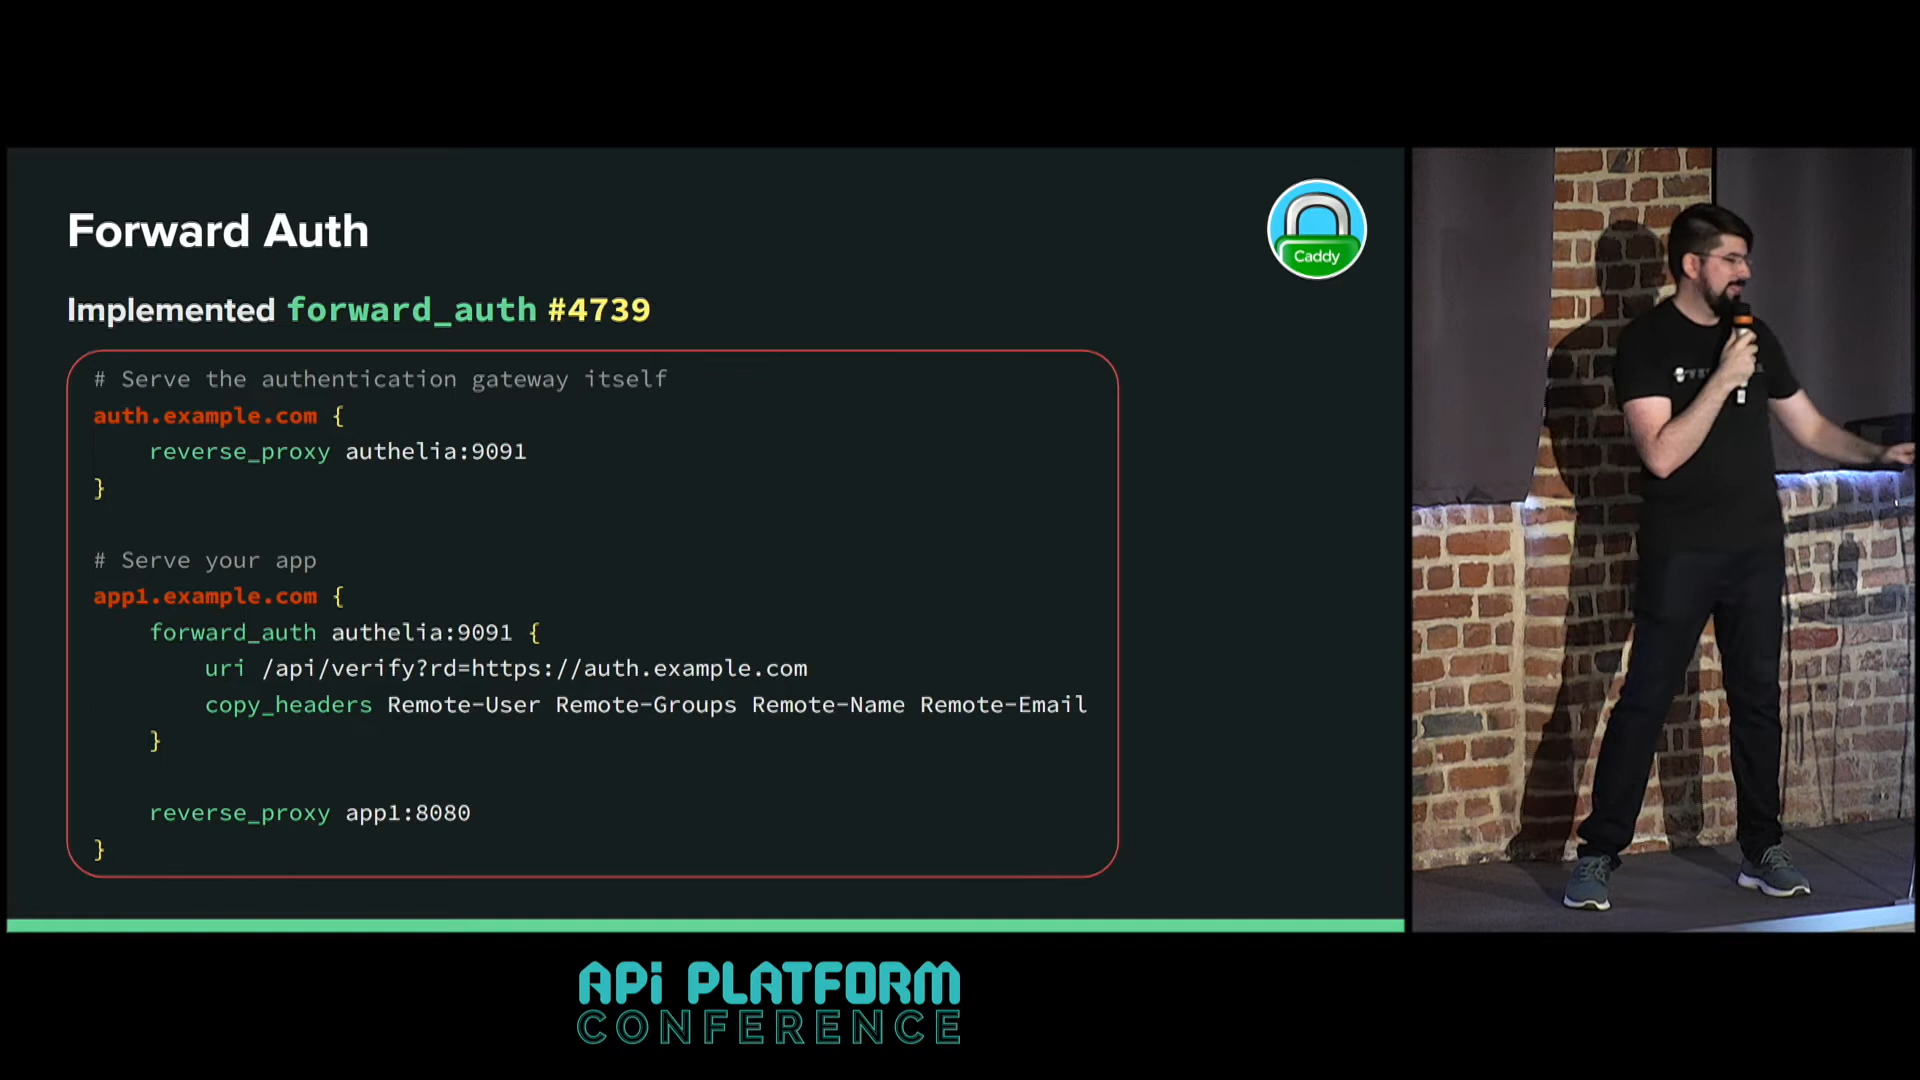 Forward Auth
Caddy
Implemented forward_auth #4739
# Serve the authentication gateway itself
auth.example.com {
reverse_proxy authelia:9091
}
# Serve your app
app1.example.com {
forward_auth authelia:9091 {
uri /api/verify?rd=https://auth.example.com
copy_headers Remote-User Remote-Groups Remote-Name Remote-Email
}
reverse_proxy app1:8080
}
API PLATFORM
CONFERENCE